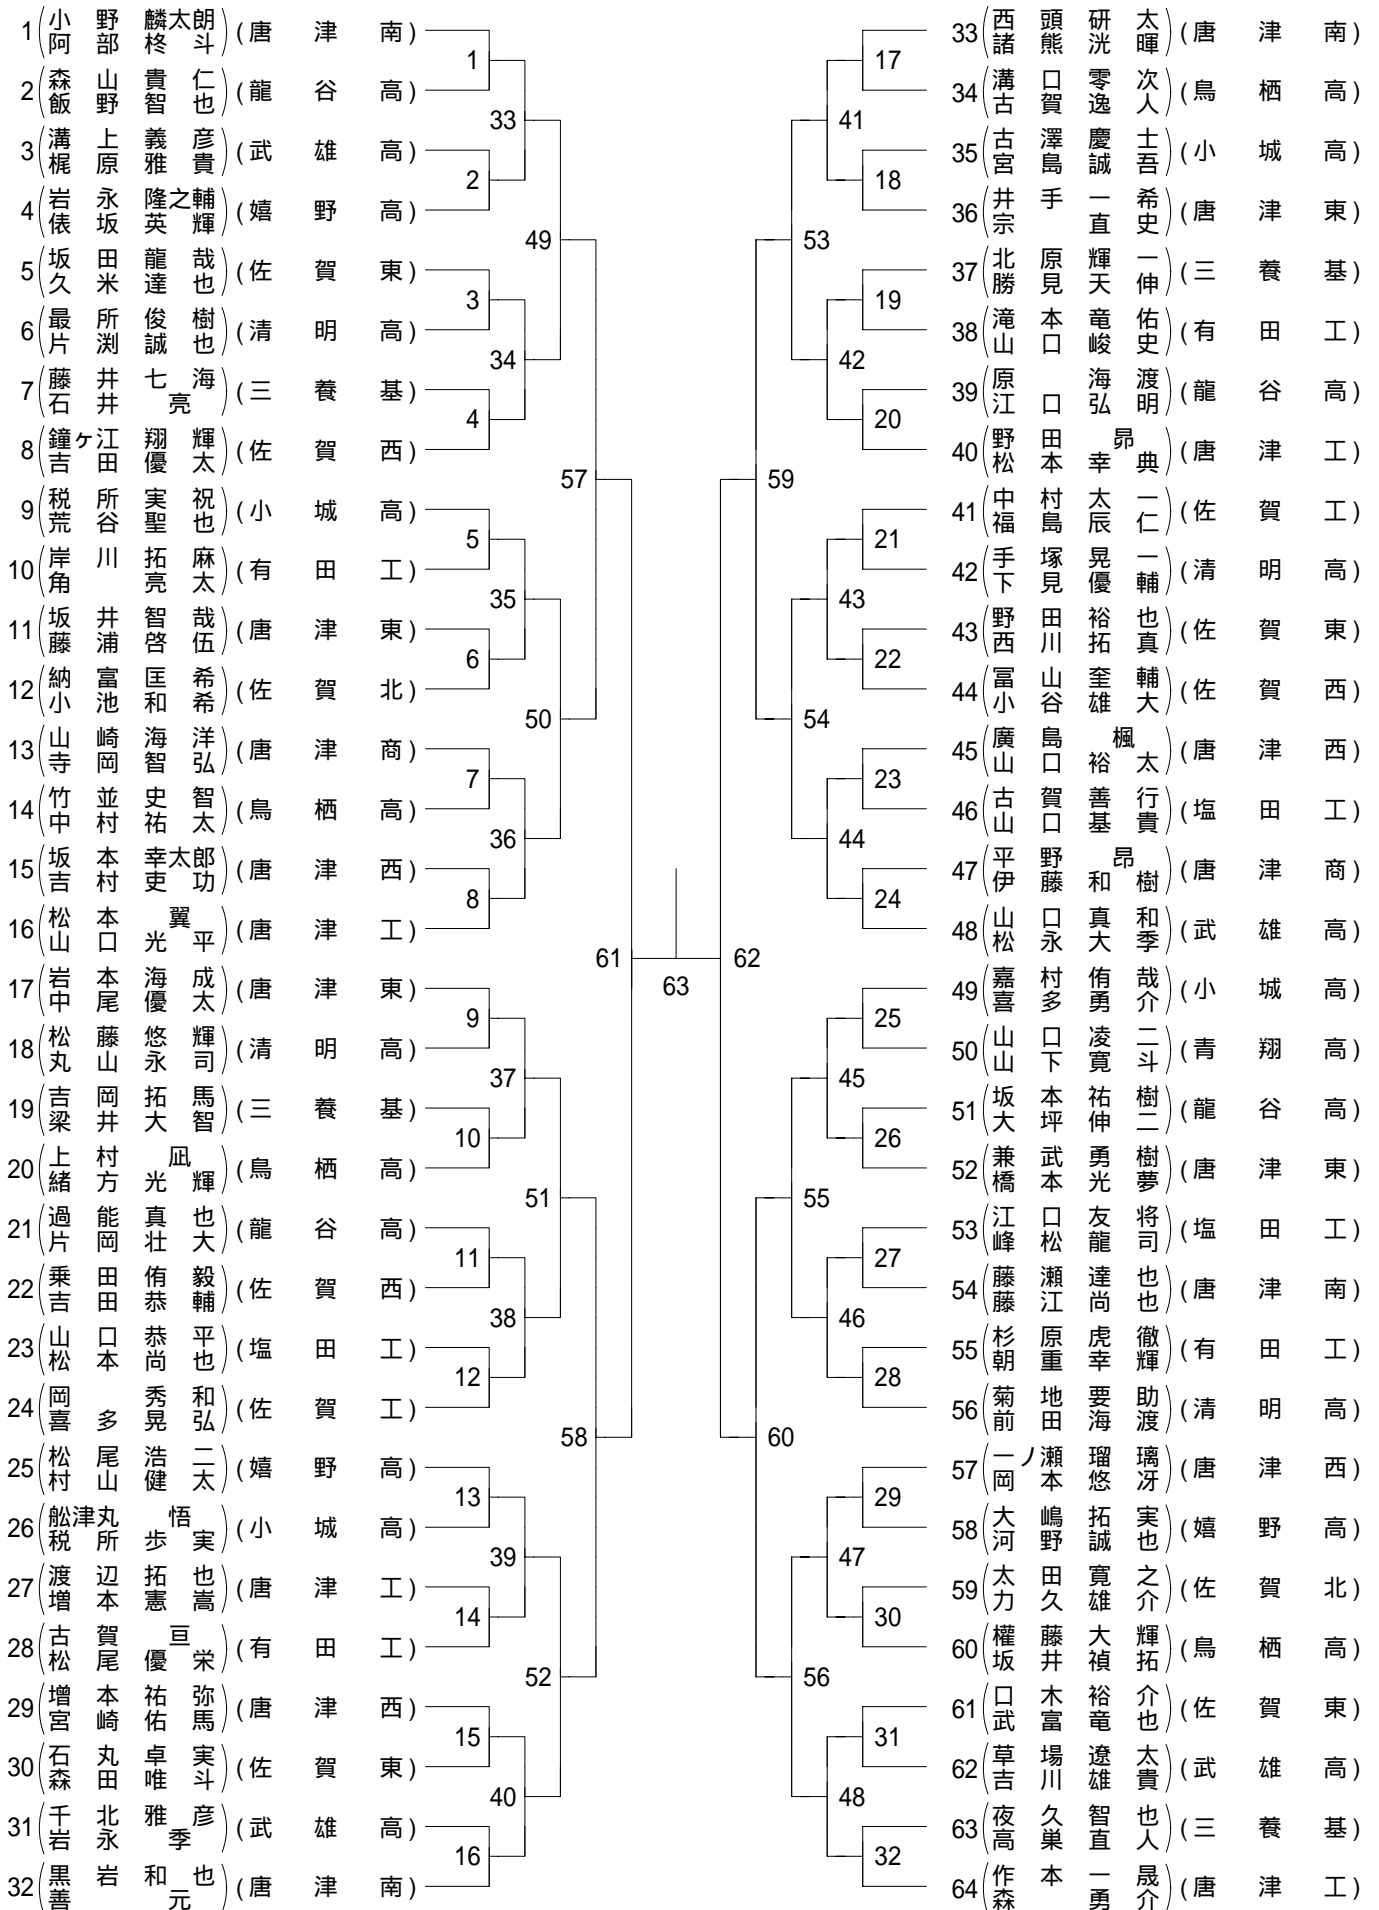 1 小野麟太朗 阿部柊斗 (唐津南)
2 森山貴仁 飯野智也 (龍谷高)
3 溝上義彦 梶原雅貴 (武雄高)
4 岩永隆之輔 俵坂英輝 (嬉野高)
5 坂田龍哉 久米達也 (佐賀東)
6 最所俊樹 片渕誠也 (清明高)
7 藤井七海 石井亮 (三養基)
8 鐘ヶ江翔輝 吉田優太 (佐賀西)
9 税所実祝 荒谷聖也 (小城高)
10 岸川拓麻 角亮太 (有田工)
11 坂井智哉 藤浦啓伍 (唐津東)
12 納富匡希 小池和希 (佐賀北)
13 山崎海洋 寺岡智弘 (唐津商)
14 竹並史智 中村祐太 (鳥栖高)
15 坂本幸太郎 吉村吏功 (唐津西)
16 松本翼 山口光平 (唐津工)
17 岩本海成 中尾優太 (唐津東)
18 松藤悠輝 丸山永司 (清明高)
19 吉岡拓馬 梁井大智 (三養基)
20 上村凪 緒方光輝 (鳥栖高)
21 過能真也 片岡壮大 (龍谷高)
22 乗田侑毅 吉田恭輔 (佐賀西)
23 山口恭平 松本尚也 (塩田工)
24 岡秀和 喜多晃弘 (佐賀工)
25 松尾浩二 村山健太 (嬉野高)
26 舩津丸悟 税所歩実 (小城高)
27 渡辺拓也 増本憲嵩 (唐津工)
28 古賀亘 松尾優栄 (有田工)
29 増本祐弥 宮崎佑馬 (唐津西)
30 石丸卓実 森田唯斗 (佐賀東)
31 千北雅彦 岩永季 (武雄高)
32 黒岩和也 善元 (唐津南)
1
2
3
4
5
6
7
8
9
10
11
12
13
14
15
16
33
34
35
36
37
38
39
40
49
50
51
52
57
58
61
63
62
59
60
53
54
55
56
41
42
43
44
45
46
47
48
17
18
19
20
21
22
23
24
25
26
27
28
29
30
31
32
33 西頭研太 諸熊洸暉 (唐津南)
34 溝口零次 古賀逸人 (鳥栖高)
35 古澤慶士 宮島誠吾 (小城高)
36 井手一希 宗直史 (唐津東)
37 北原輝一 勝見天伸 (三養基)
38 滝本竜佑 山口峻史 (有田工)
39 原海渡 江口弘明 (龍谷高)
40 野田昴 松本幸典 (唐津工)
41 中村太一 福島辰仁 (佐賀工)
42 手塚晃一 下見優輔 (清明高)
43 野田裕也 西川拓真 (佐賀東)
44 冨山奎輔 小谷雄大 (佐賀西)
45 廣島楓 山口裕太 (唐津西)
46 古賀善行 山口基貴 (塩田工)
47 平野昂 伊藤和樹 (唐津商)
48 山口真和 松永大季 (武雄高)
49 嘉村侑哉 喜多勇介 (小城高)
50 山口凌二 山下寛斗 (青翔高)
51 坂本祐樹 大坪伸二 (龍谷高)
52 兼武勇樹 橋本光夢 (唐津東)
53 江口友将 峰松龍司 (塩田工)
54 藤瀬達也 藤江尚也 (唐津南)
55 杉原虎徹 朝重幸輝 (有田工)
56 菊地要助 前田海渡 (清明高)
57 一ノ瀬瑠璃 岡本悠冴 (唐津西)
58 大嶋拓実 河野誠也 (嬉野高)
59 太田寛之 力久雄介 (佐賀北)
60 權藤大輝 坂井禎拓 (鳥栖高)
61 口木裕介 武富竜也 (佐賀東)
62 草場遼太 吉川雄貴 (武雄高)
63 夜久智也 高巣直人 (三養基)
64 作本一晟 森勇介 (唐津工)